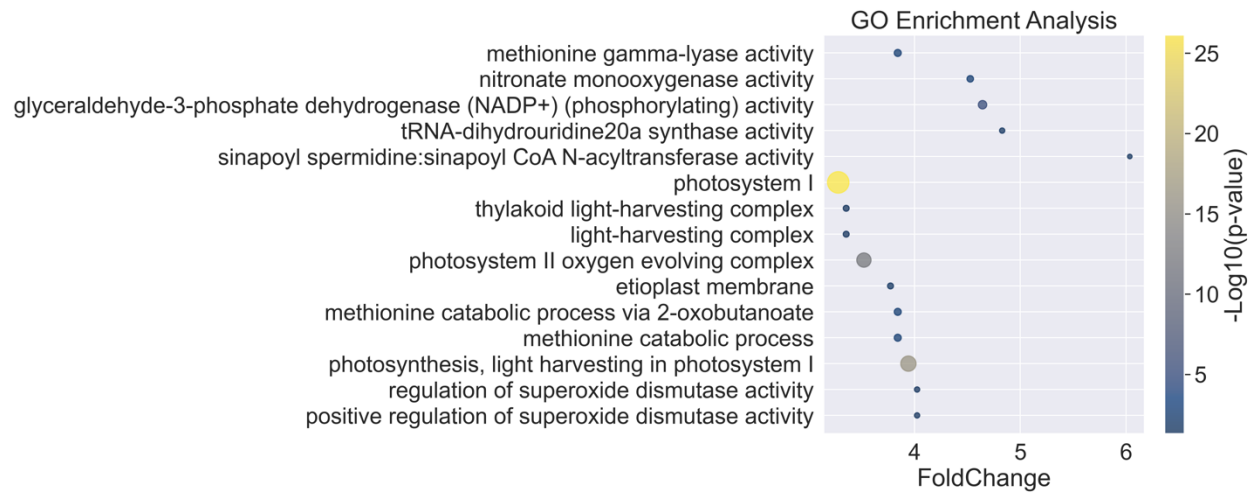 GO Enrichment Analysis
methionine gamma-lyase activity
nitronate monooxygenase activity
glyceraldehyde-3-phosphate dehydrogenase (NADP+) (phosphorylating) activity
tRNA-dihydrouridine20a synthase activity
sinapoyl spermidine:sinapoyl CoA N-acyltransferase activity
photosystem I
thylakoid light-harvesting complex
light-harvesting complex
photosystem II oxygen evolving complex
etioplast membrane
methionine catabolic process via 2-oxobutanoate
methionine catabolic process
photosynthesis, light harvesting in photosystem I
regulation of superoxide dismutase activity
positive regulation of superoxide dismutase activity
4 5 6
FoldChange
25
20
15
10
5
-Log10(p-value)